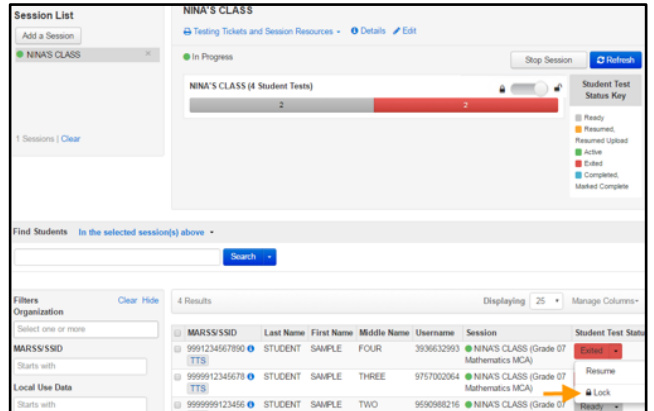 Session List
Add a Session
NINA'S CLASS ×
1 Sessions | Clear
NINA'S CLASS
Testing Tickets and Session Resources Details Edit
In Progress
Stop Session Refresh
NINA'S CLASS (4 Student Tests)
2 2
Student Test
Status Key
Ready
Resumed,
Resumed Upload
Active
Exited
Completed,
Marked Complete
Find Students In the selected session(s) above
Search
Filters Clear Hide
Organization
Select one or more
MARSS/SSID
Starts with
Local Use Data
Starts with
4 Results Displaying 25 Manage Columns
MARSS/SSID Last Name First Name Middle Name Username Session Student Test Statu
9991234567890 STUDENT SAMPLE FOUR 3936632993 NINA'S CLASS (Grade 07 Exited
TTS Mathematics MCA)
Resume
9999912345678 STUDENT SAMPLE THREE 9757002064 NINA'S CLASS (Grade 07
TTS Mathematics MCA)
Lock
9999999123456 STUDENT SAMPLE TWO 9590988216 NINA'S CLASS (Grade 07 Ready